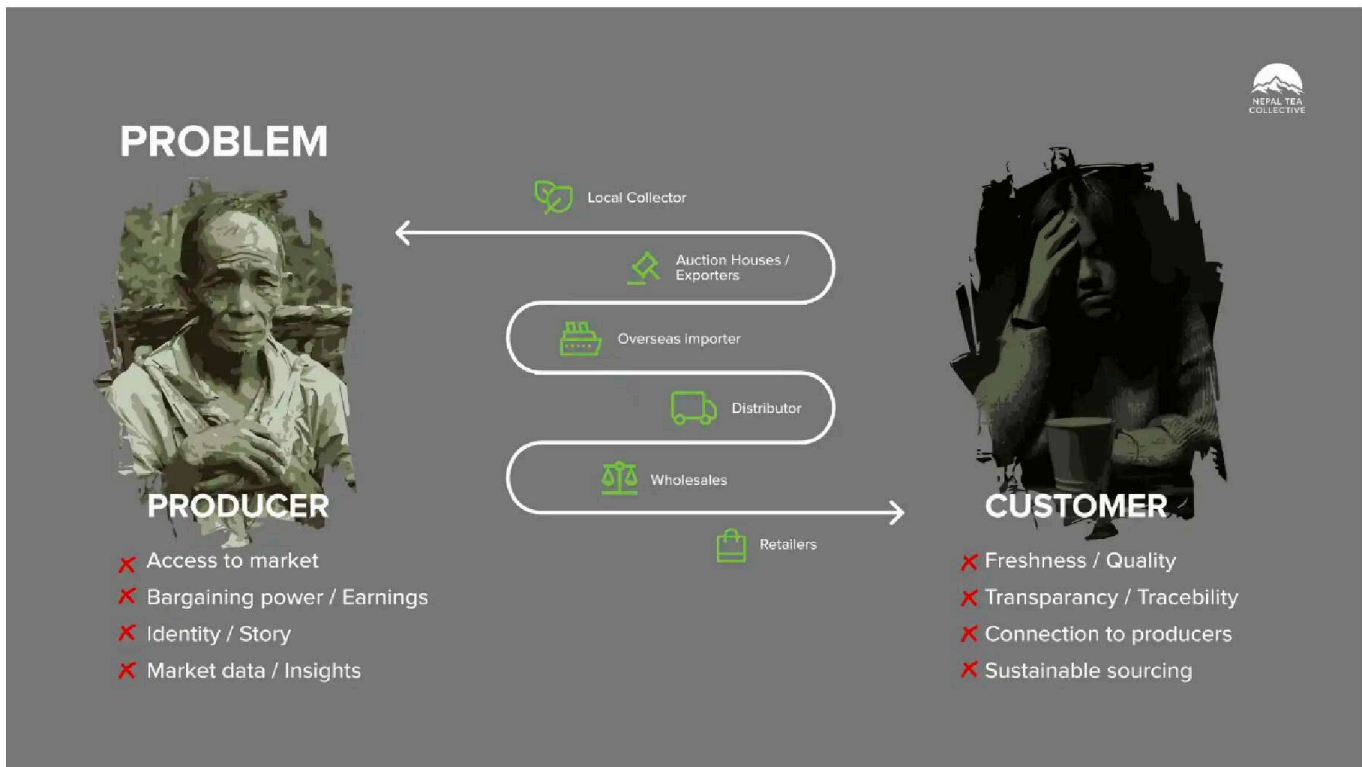 NEPAL TEA
COLLECTIVE
PROBLEM
Local Collector
Auction Houses /
Exporters
Overseas importer
Distributor
Wholesales
Retailers
PRODUCER
Access to market
Bargaining power / Earnings
Identity / Story
Market data / Insights
CUSTOMER
Freshness / Quality
Transparancy / Tracebility
Connection to producers
Sustainable sourcing